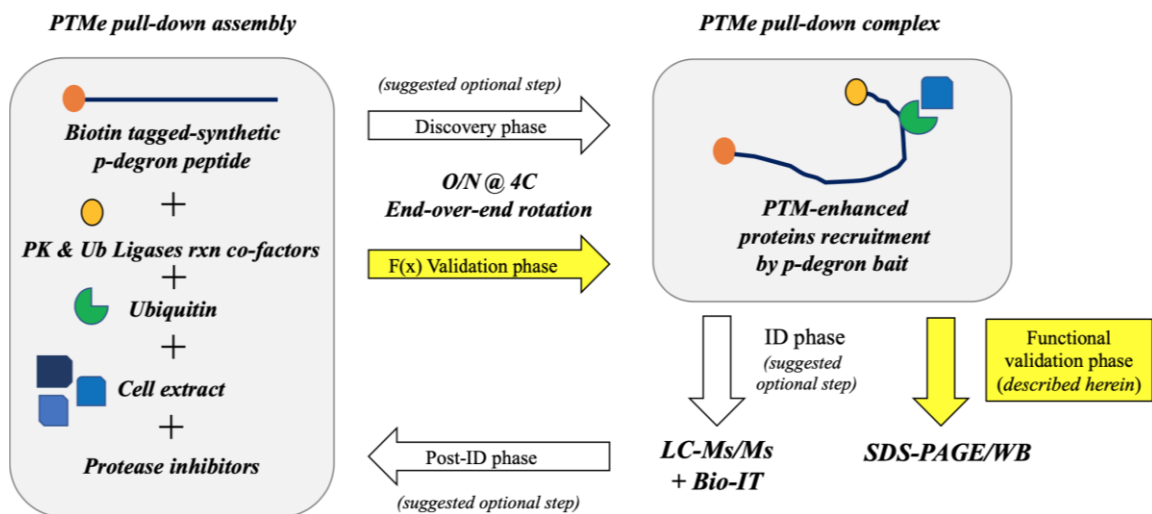 PTMe pull-down assembly
Biotin tagged-synthetic
p-degron peptide
+
PK & Ub Ligases rxn co-factors
+
Ubiquitin
+
Cell extract
+
Protease inhibitors
(suggested optional step)
Discovery phase
O/N @ 4C
End-over-end rotation
F(x) Validation phase
PTMe pull-down complex
PTM-enhanced
proteins recruitment
by p-degron bait
ID phase
(suggested
optional step)
Functional
validation phase
(described herein)
LC-Ms/Ms
+ Bio-IT
SDS-PAGE/WB
Post-ID phase
(suggested optional step)